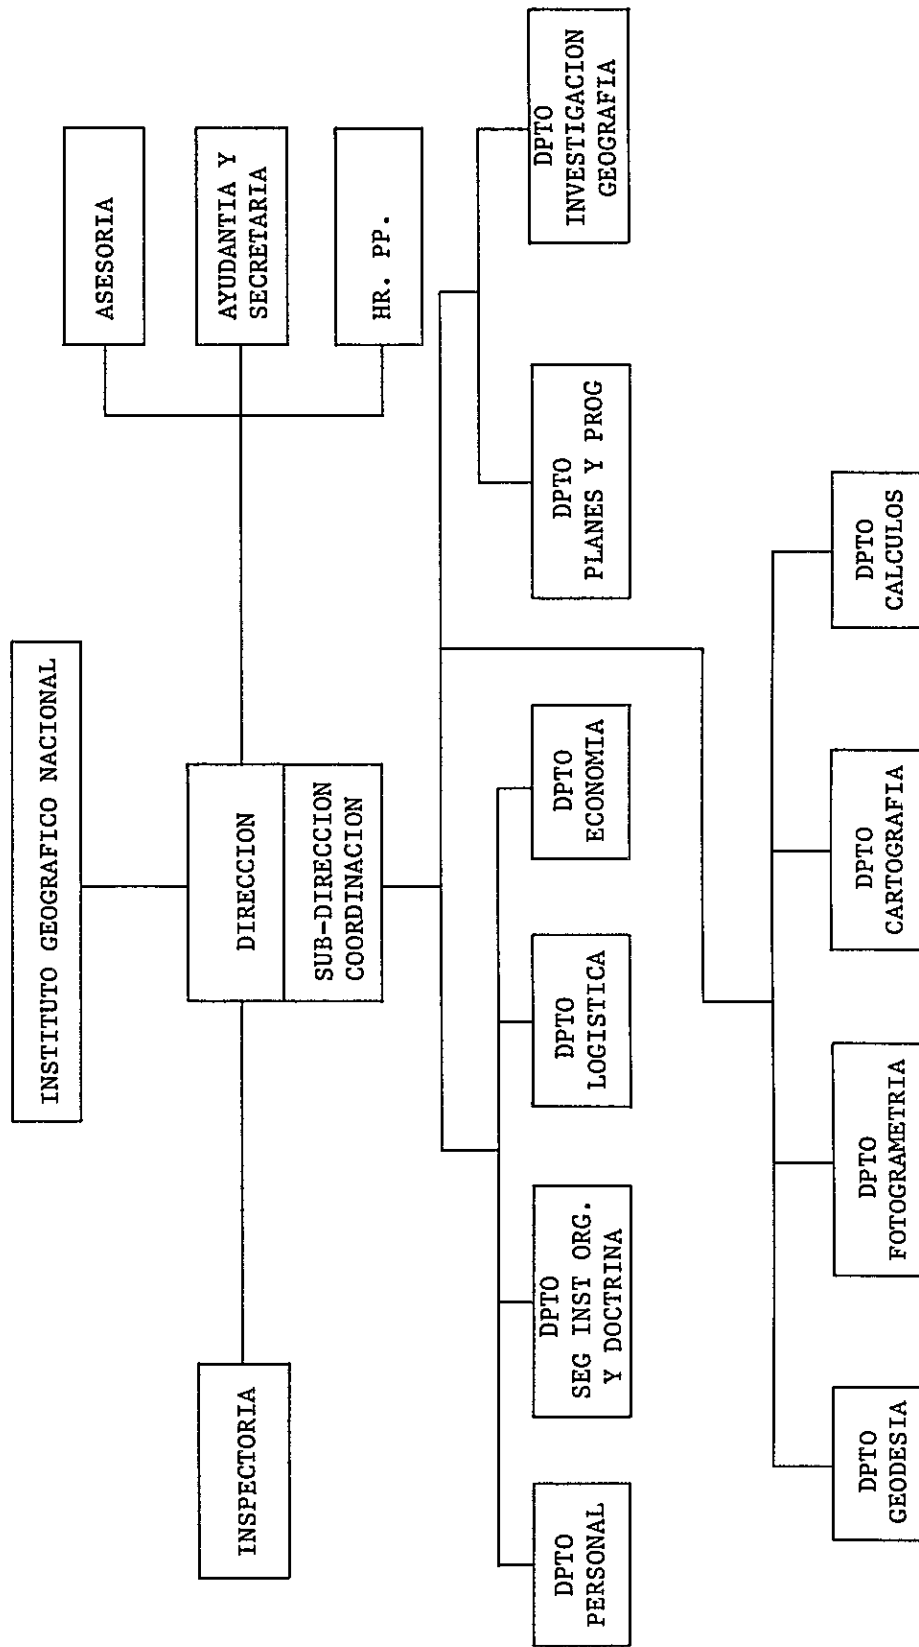 INSTITUTO GEOGRAFICO NACIONAL
INSPECTORIA
DIRECCION
SUB-DIRECCION
COORDINACION
ASESORIA
AYUDANTIA Y
SECRETARIA
HR. PP.
DPTO
PERSONAL
DPTO
SEG INST ORG.
Y DOCTRINA
DPTO
LOGISTICA
DPTO
ECONOMIA
DPTO
PLANES Y PROG
DPTO
INVESTIGACION
GEOGRAFIA
DPTO
GEODESIA
DPTO
FOTOGRAMETRIA
DPTO
CARTOGRAFIA
DPTO
CALCULOS